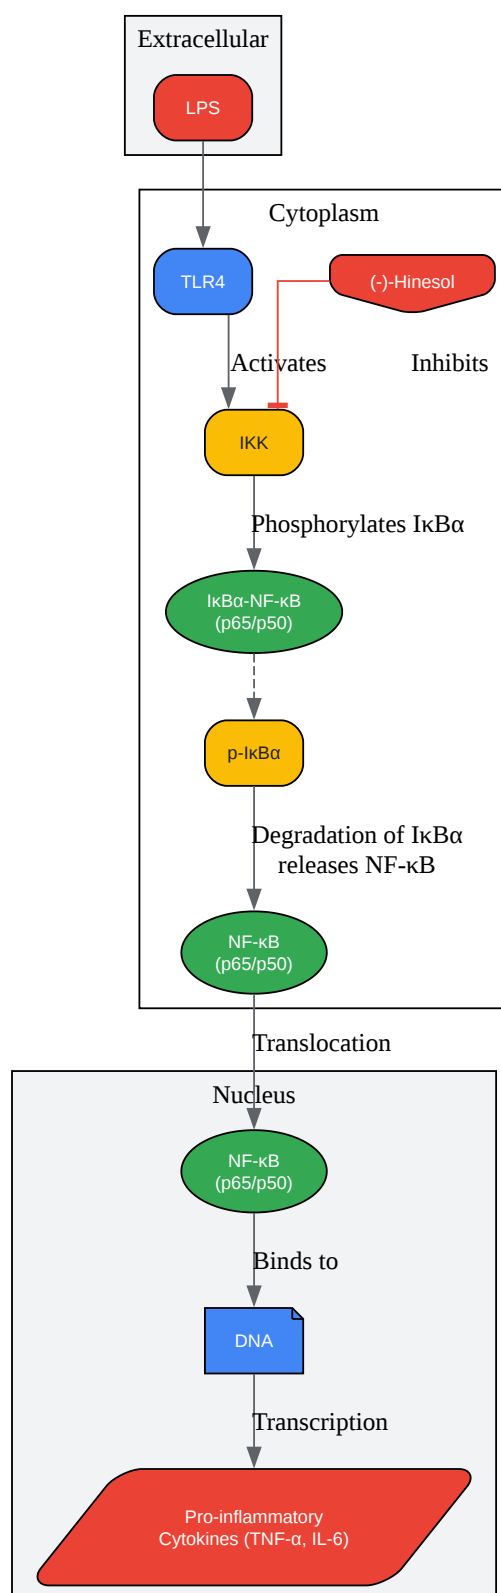 Extracellular
LPS
Cytoplasm
TLR4
(-)-Hinesol
Activates
Inhibits
IKK
Phosphorylates IκBα
IκBα-NF-κB
(p65/p50)
p-IκBα
Degradation of IκBα
releases NF-κB
NF-κB
(p65/p50)
Translocation
Nucleus
NF-κB
(p65/p50)
Binds to
DNA
Transcription
Pro-inflammatory
Cytokines (TNF-α, IL-6)